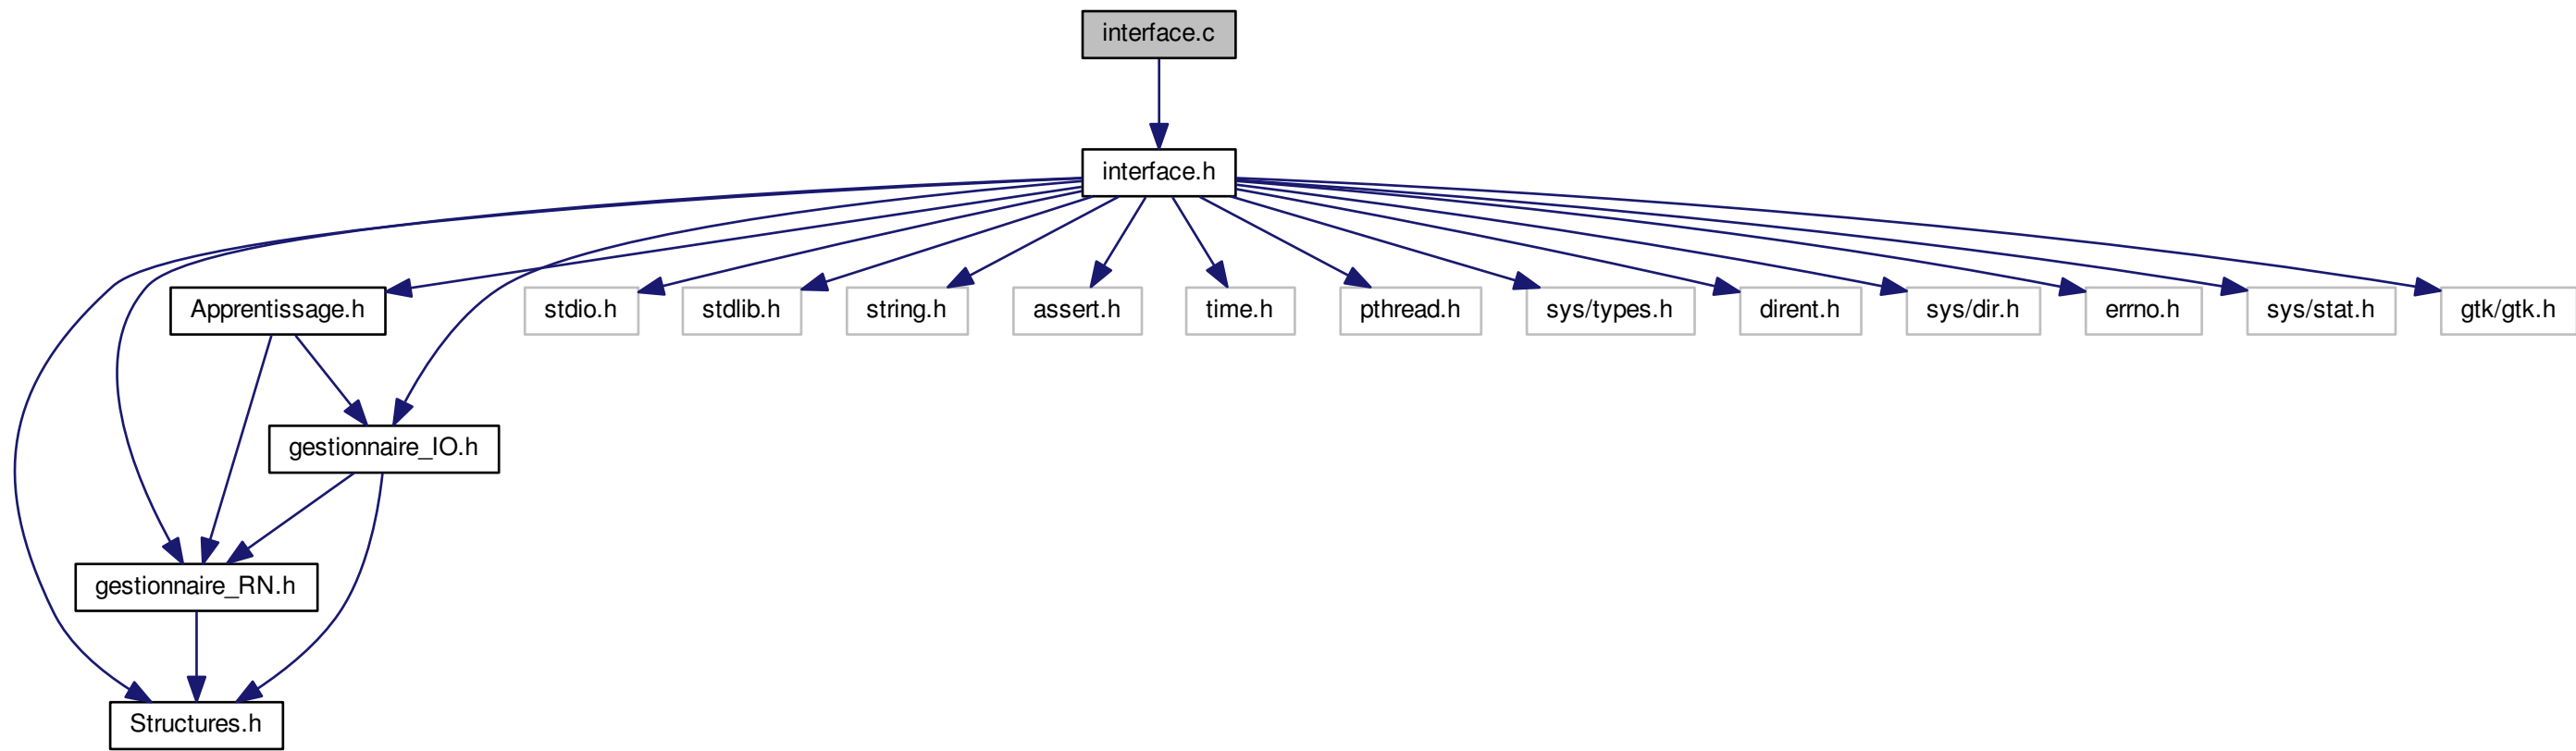 interface.c
interface.h
Apprentissage.h
stdio.h
stdlib.h
string.h
assert.h
time.h
pthread.h
sys/types.h
dirent.h
sys/dir.h
errno.h
sys/stat.h
gtk/gtk.h
gestionnaire_IO.h
gestionnaire_RN.h
Structures.h